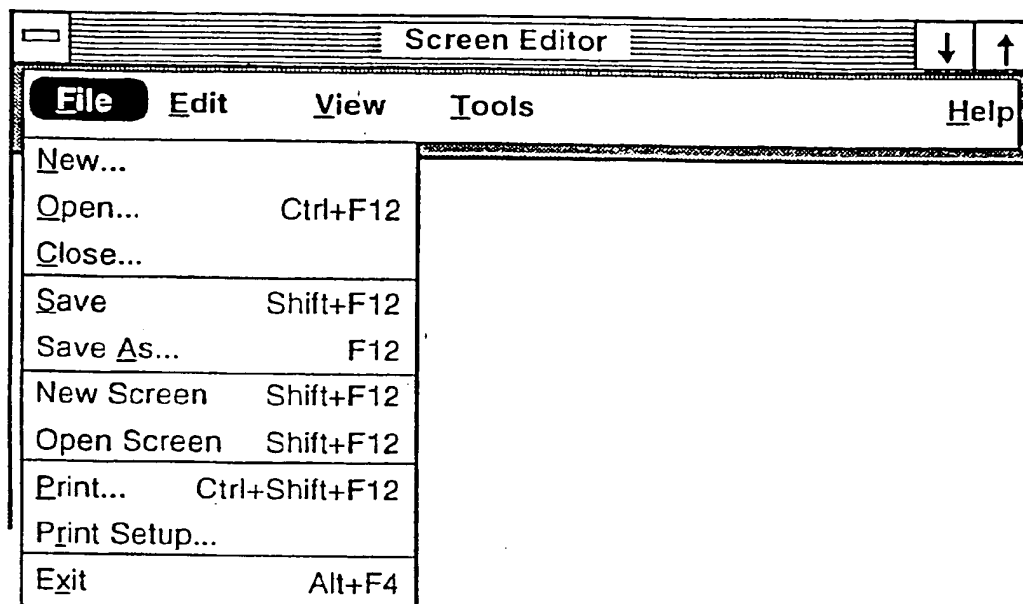 Screen Editor
File Edit View Tools Help
New...
Open... Ctrl+F12
Close...
Save Shift+F12
Save As... F12
New Screen Shift+F12
Open Screen Shift+F12
Print... Ctrl+Shift+F12
Print Setup...
Exit Alt+F4